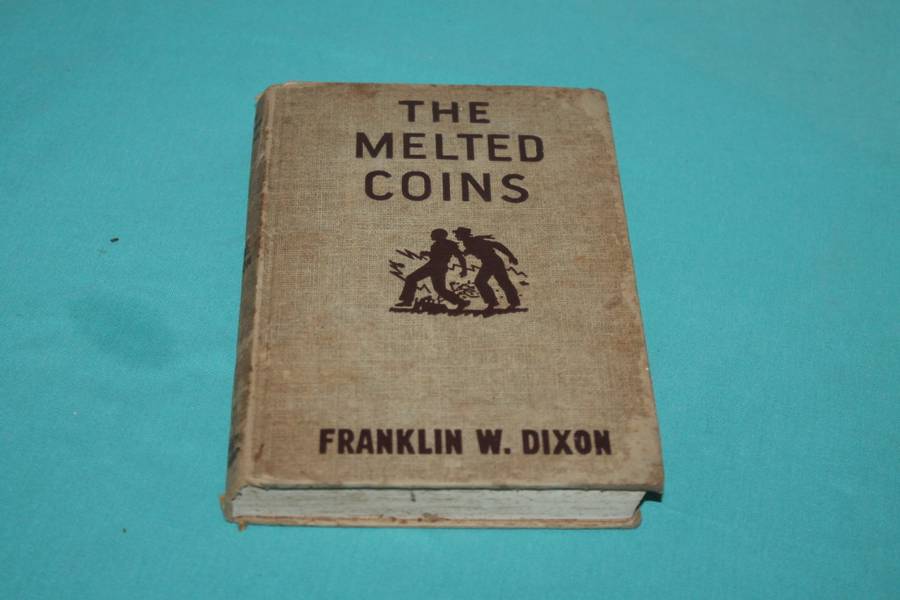 THE
MELTED
COINS
FRANKLIN W. DIXON